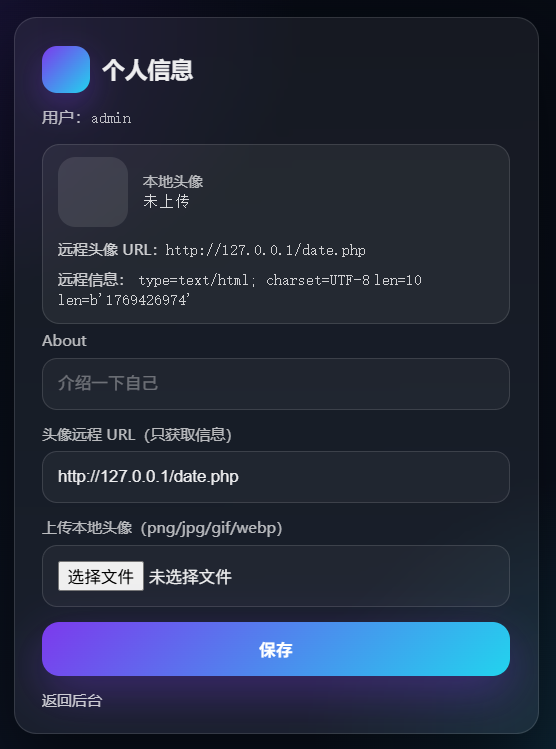 个人信息
用户：admin
本地头像
未上传
远程头像 URL：http://127.0.0.1/date.php
远程信息： type=text/html; charset=UTF-8 len=10
len=b'1769426974'
About
介绍一下自己
头像远程 URL（只获取信息）
http://127.0.0.1/date.php
上传本地头像（png/jpg/gif/webp）
选择文件 未选择文件
保存
返回后台